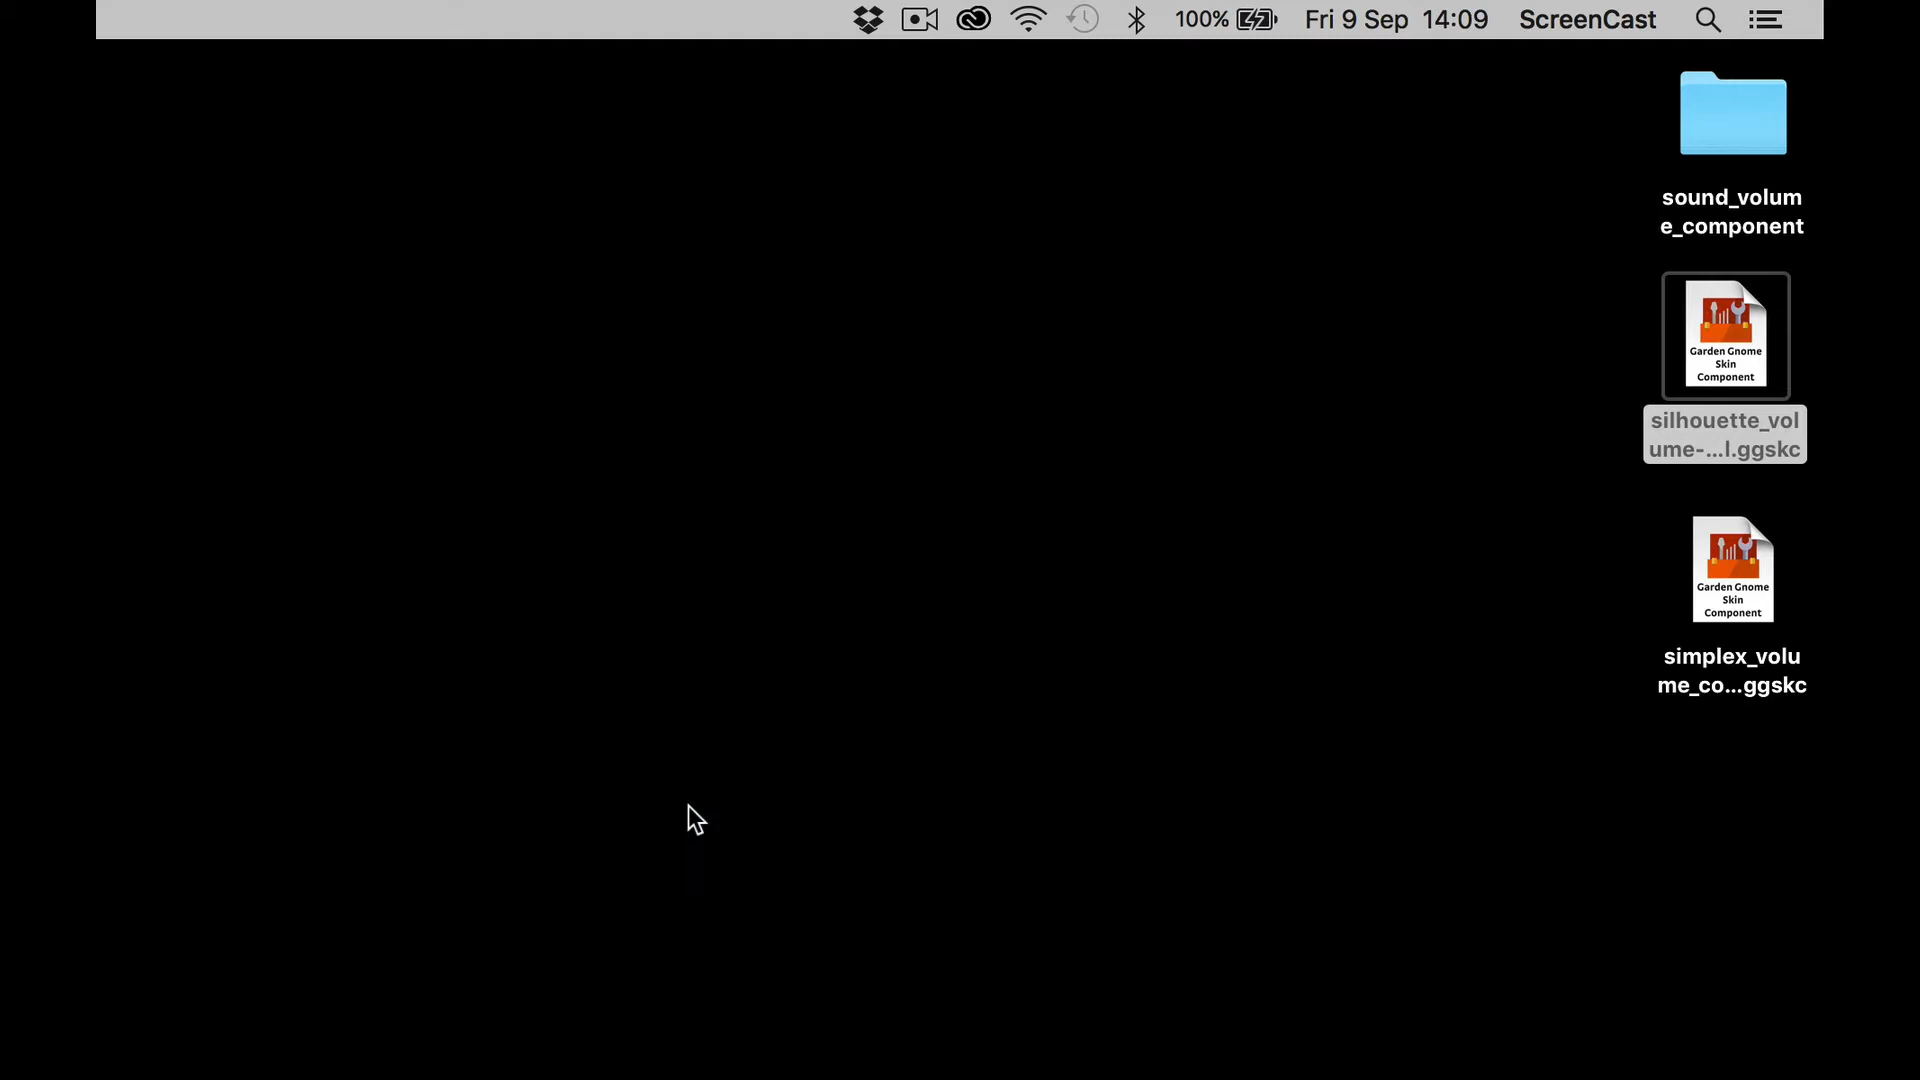 100% Fri 9 Sep 14:09 ScreenCast
sound_volum
e_component
Garden Gnome
Skin
Component
silhouette_vol
ume-...l.ggskc
Garden Gnome
Skin
Component
simplex_volu
me_co...ggskc